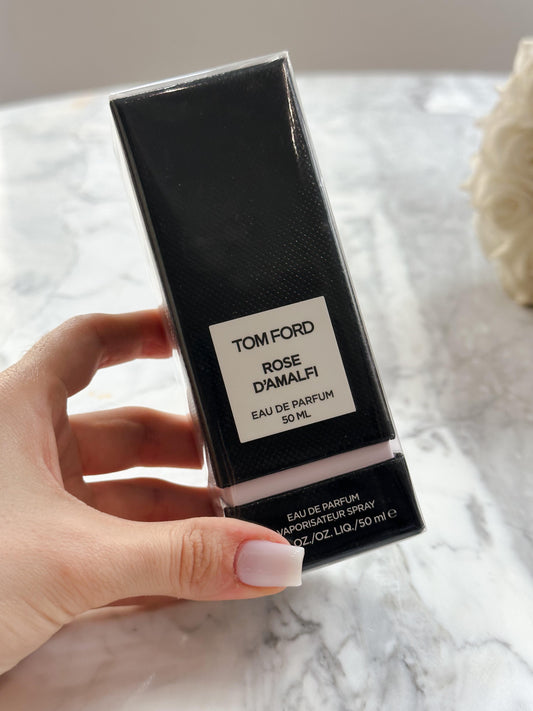 TOM FORD
ROSE
D'AMALFI
EAU DE PARFUM
50 ML
EAU DE PARFUM
VAPORISATEUR SPRAY
OZ./OZ. LIQ./50 ml e